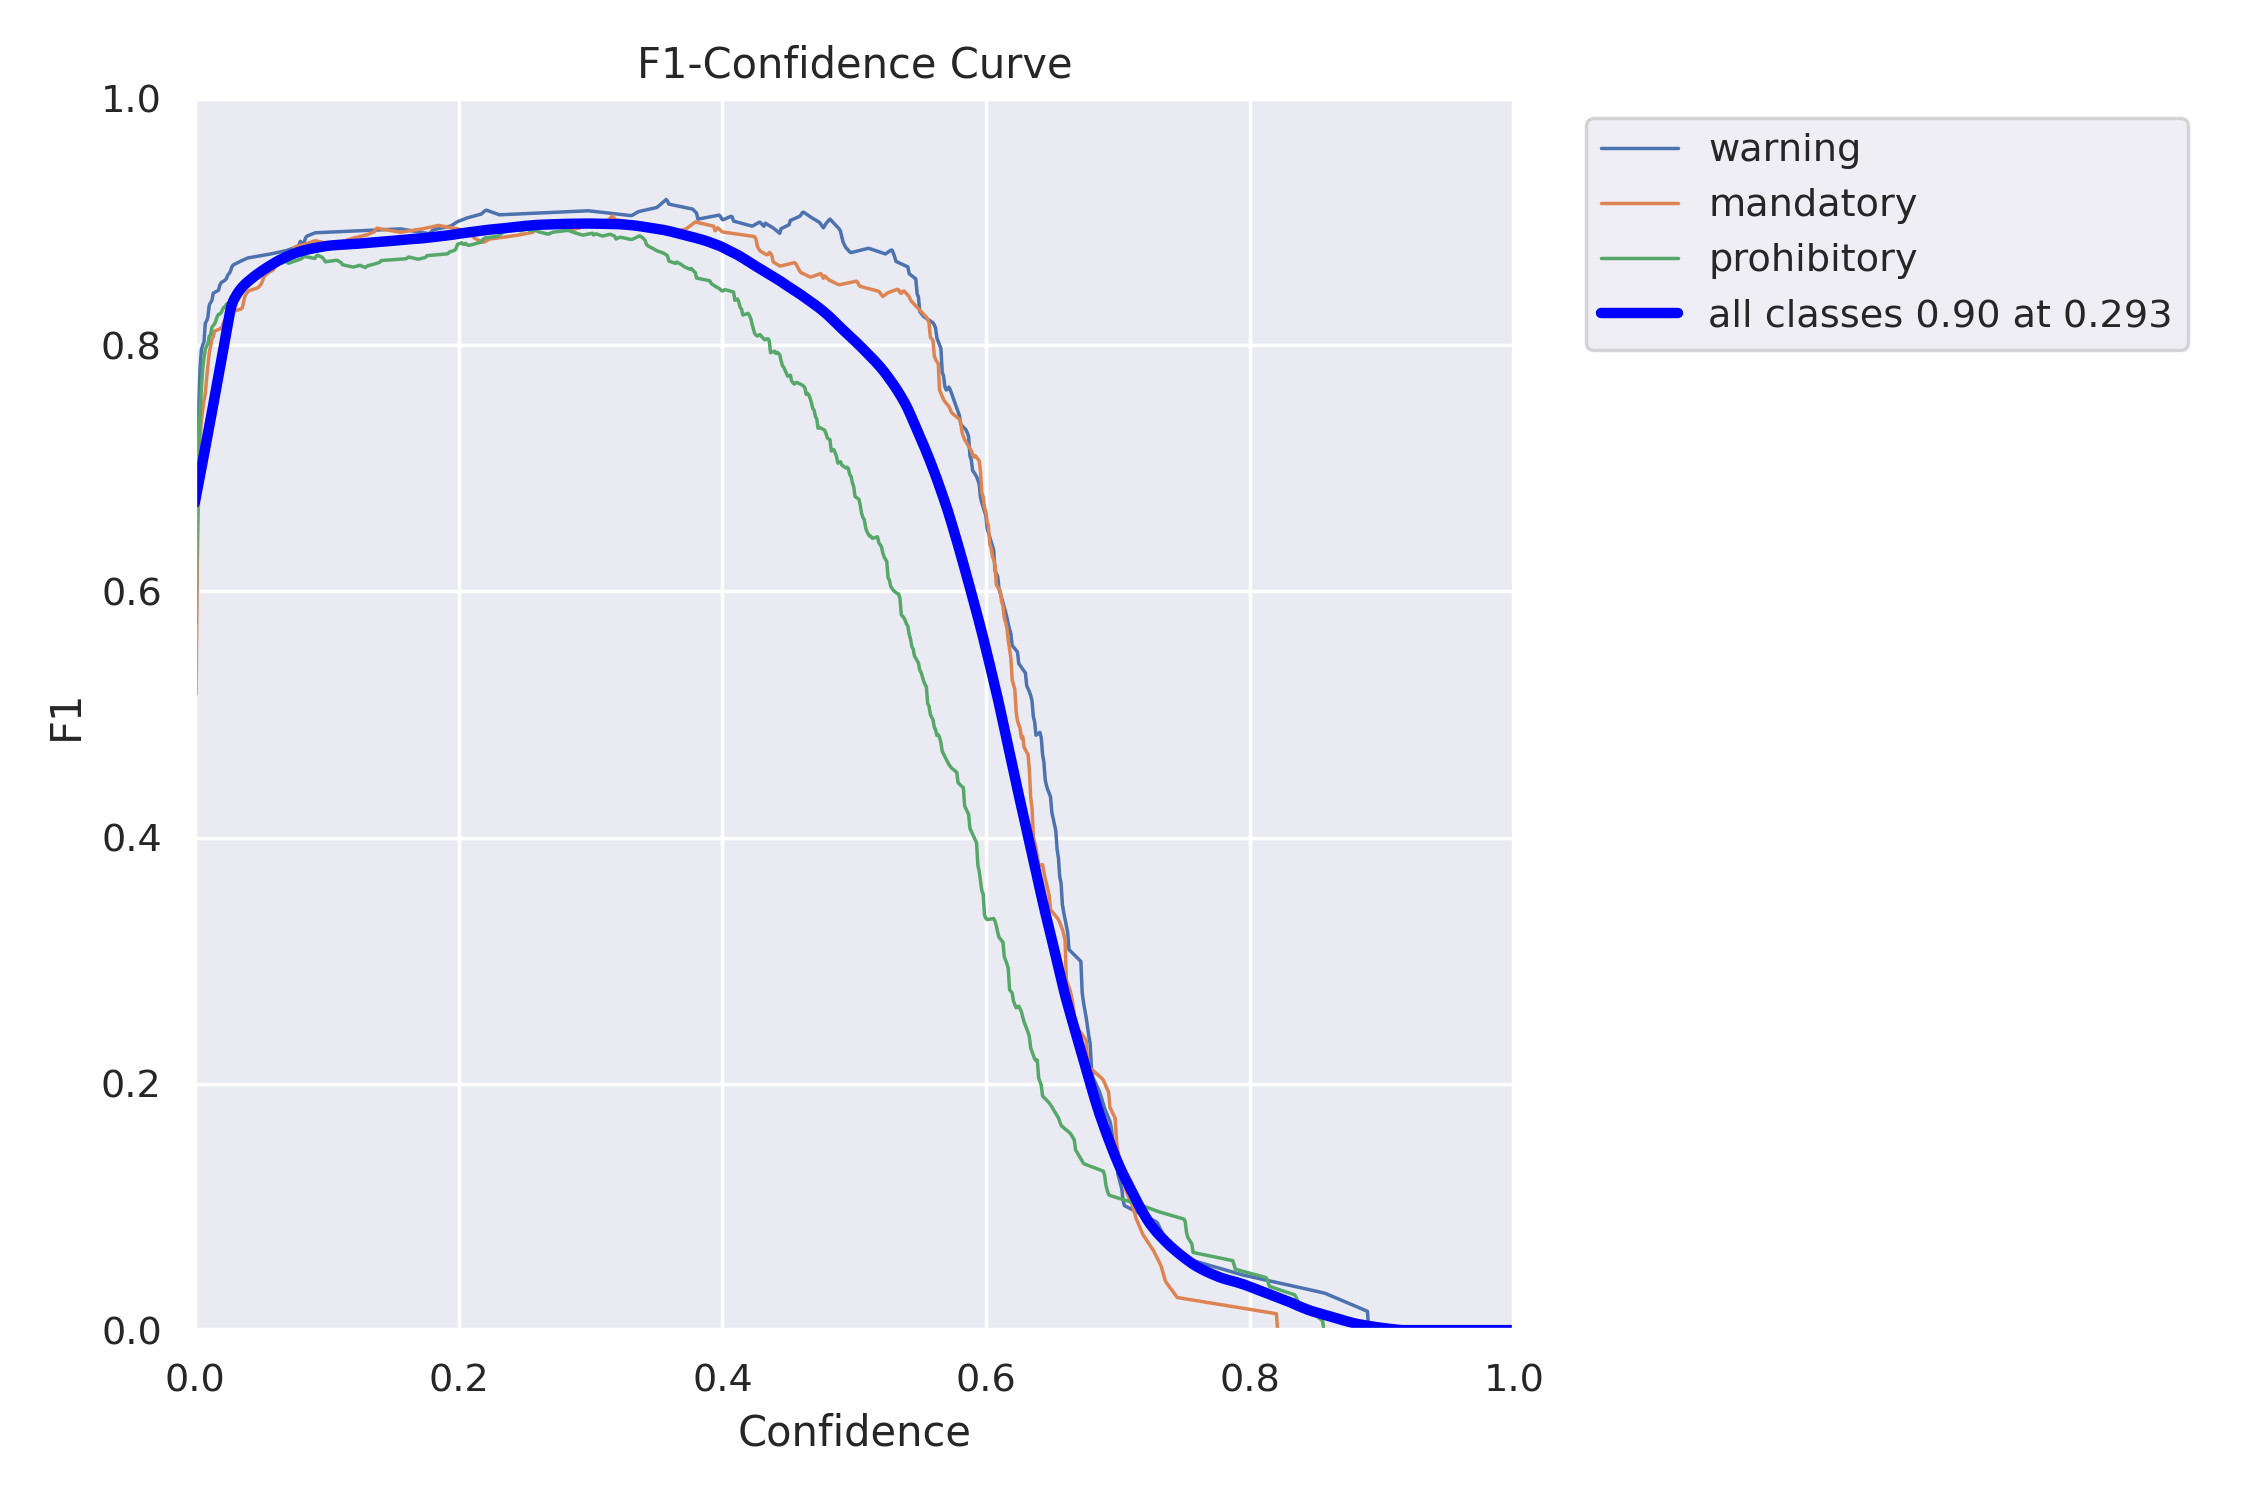 F1-Confidence Curve
1.0
0.8
0.6
0.4
0.2
0.0
F1
0.0 0.2 0.4 0.6 0.8 1.0
Confidence
warning
mandatory
prohibitory
all classes 0.90 at 0.293